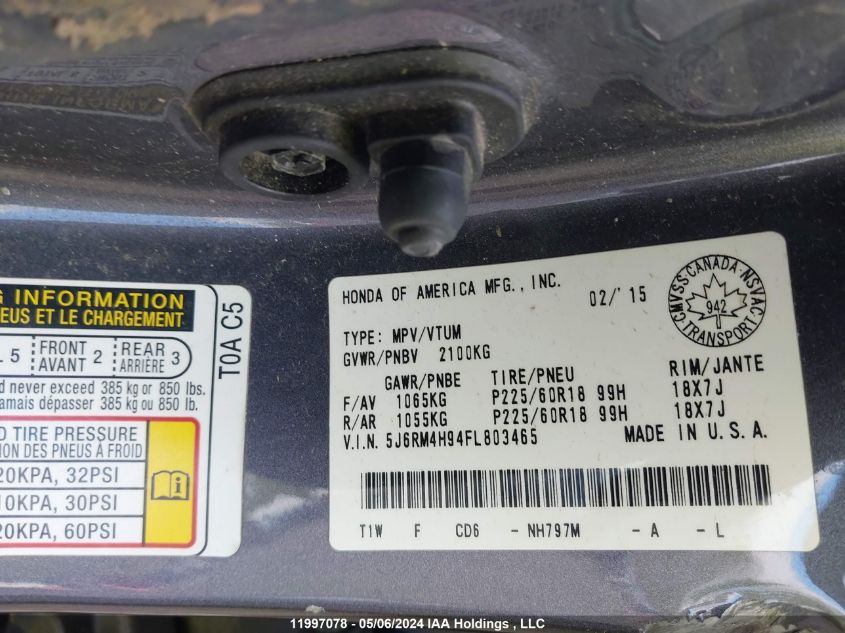 G INFORMATION
EUS ET LE CHARGEMENT
L 5 FRONT AVANT 2 REAR ARRIÈRE 3
d never exceed 385 kg or 850 lbs.
amais dépasser 385 kg ou 850 lb.
D TIRE PRESSURE
ION DES PNEUS À FROID
20KPA, 32PSI
10KPA, 30PSI
20KPA, 60PSI
T0A C5
HONDA OF AMERICA MFG., INC.
02/'15
CMVSS·CANADA·NSVAC
942
TRANSPORT
TYPE: MPV/VTUM
GVWR/PNBV 2100KG
GAWR/PNBE TIRE/PNEU RIM/JANTE
F/AV 1065KG P225/60R18 99H 18X7J
R/AR 1055KG P225/60R18 99H 18X7J
V.I.N. 5J6RM4H94FL803465 MADE IN U.S.A.
T1W F CD6 - NH797M - A - L
11997078 - 05/06/2024 IAA Holdings , LLC